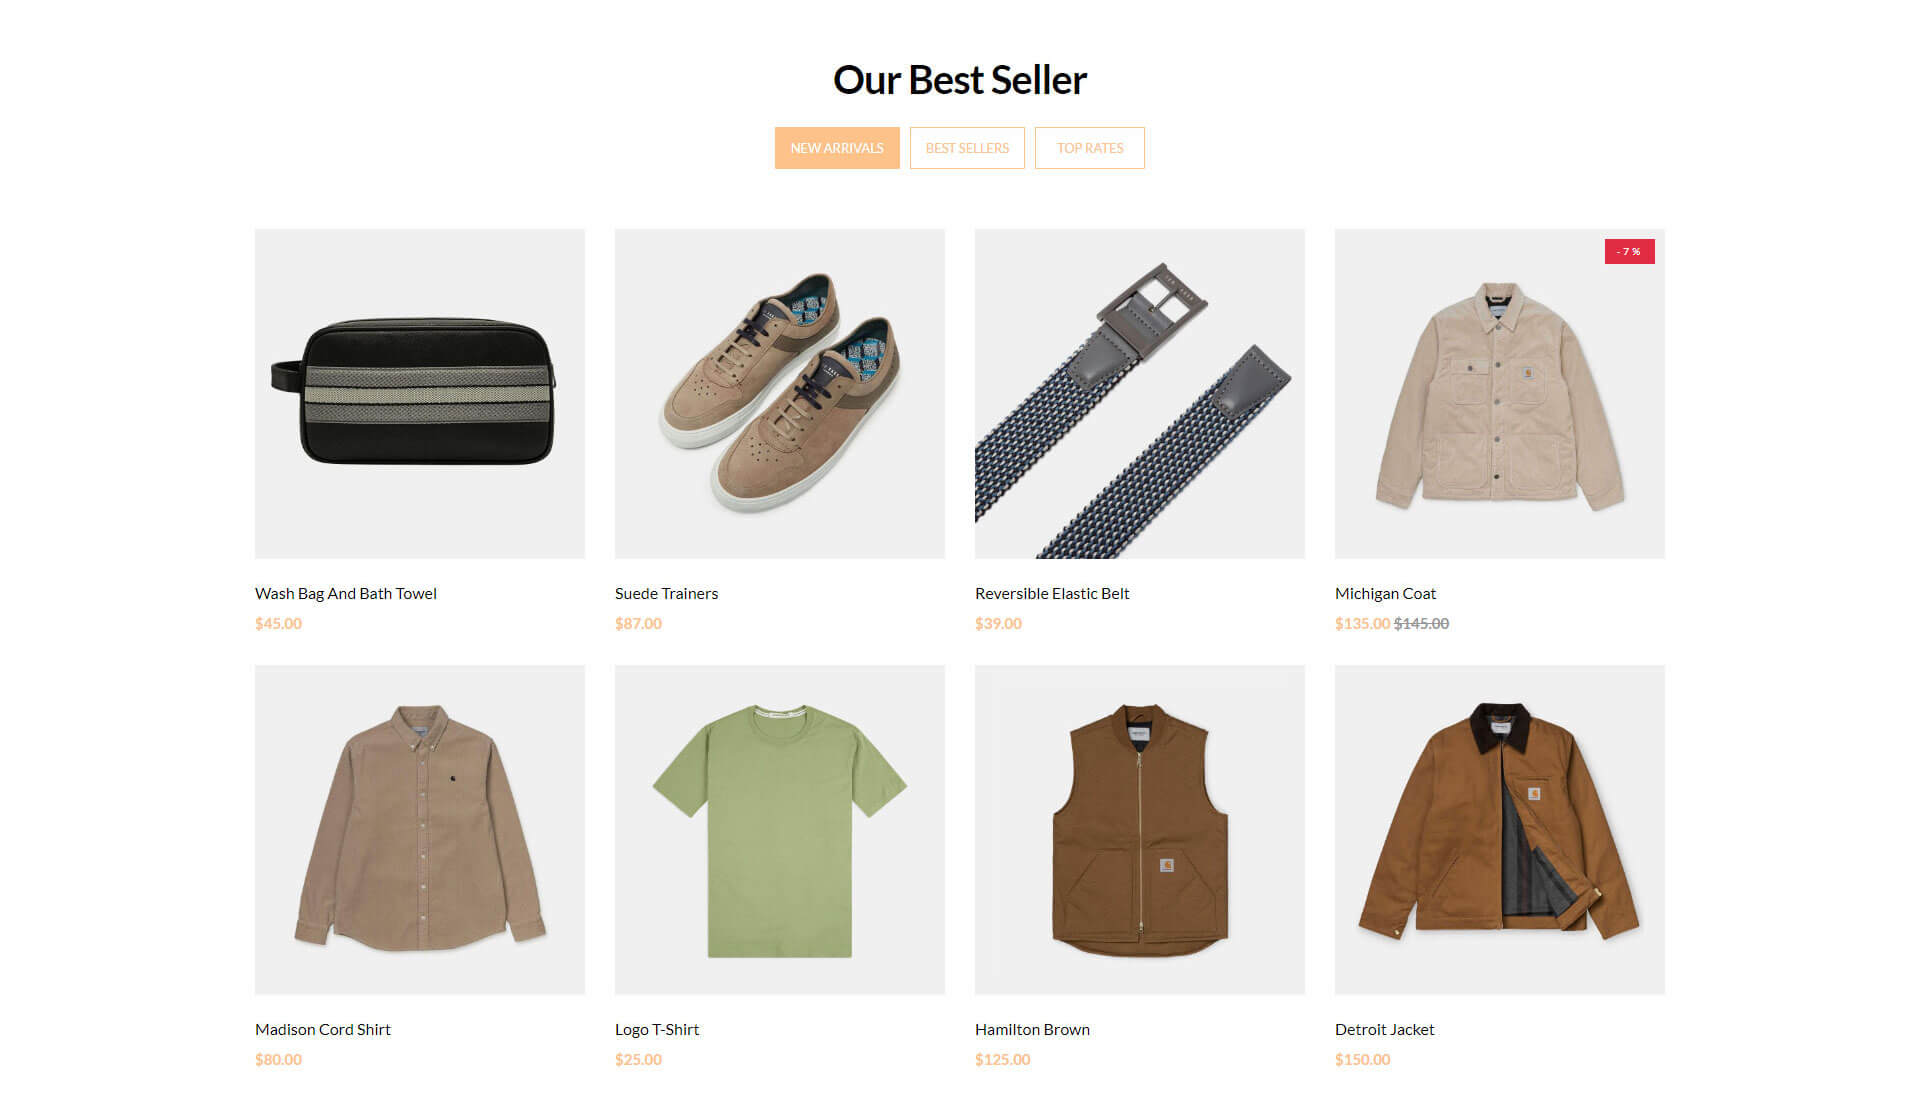 Our Best Seller
NEW ARRIVALS
BEST SELLERS
TOP RATES
- 7 %
Wash Bag And Bath Towel
Suede Trainers
Reversible Elastic Belt
Michigan Coat
$45.00
$87.00
$39.00
$135.00 $145.00
Madison Cord Shirt
Logo T-Shirt
Hamilton Brown
Detroit Jacket
$80.00
$25.00
$125.00
$150.00